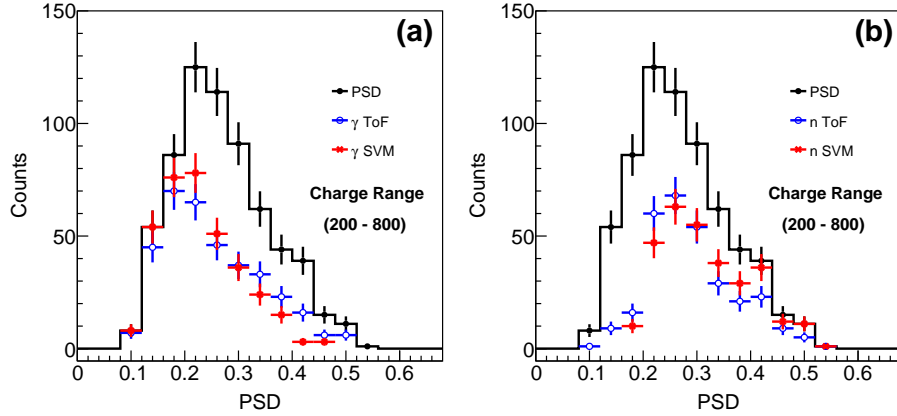 150
100
50
0
Counts
(a)
PSD
γ ToF
γ SVM
Charge Range
(200 - 800)
0 0.1 0.2 0.3 0.4 0.5 0.6
PSD
150
100
50
0
Counts
(b)
PSD
n ToF
n SVM
Charge Range
(200 - 800)
0 0.1 0.2 0.3 0.4 0.5 0.6
PSD